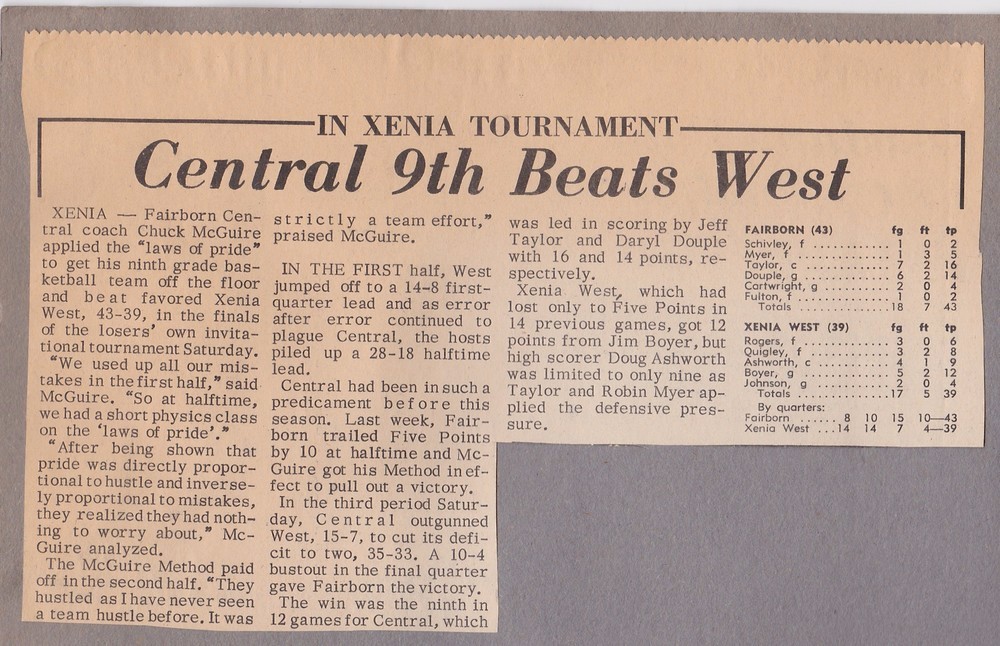 IN XENIA TOURNAMENT
Central 9th Beats West
XENIA — Fairborn Cen-
tral coach Chuck McGuire
applied the "laws of pride"
to get his ninth grade bas-
ketball team off the floor
and beat favored Xenia
West, 43-39, in the finals
of the losers' own invita-
tional tournament Saturday.
"We used up all our mis-
takes in the first half," said
McGuire. "So at halftime,
we had a short physics class
on the 'laws of pride'."
"After being shown that
pride was directly propor-
tional to hustle and inverse-
ly proportional to mistakes,
they realized they had noth-
ing to worry about," Mc-
Guire analyzed.
The McGuire Method paid
off in the second half. "They
hustled as I have never seen
a team hustle before. It was
strictly a team effort,"
praised McGuire.
IN THE FIRST half, West
jumped off to a 14-8 first-
quarter lead and as error
after error continued to
plague Central, the hosts
piled up a 28-18 halftime
lead.
Central had been in such a
predicament before this
season. Last week, Fair-
born trailed Five Points
by 10 at halftime and Mc-
Guire got his Method in ef-
fect to pull out a victory.
In the third period Satur-
day, Central outgunned
West, 15-7, to cut its defi-
cit to two, 35-33. A 10-4
bustout in the final quarter
gave Fairborn the victory.
The win was the ninth in
12 games for Central, which
was led in scoring by Jeff
Taylor and Daryl Douple
with 16 and 14 points, re-
spectively.
Xenia West, which had
lost only to Five Points in
14 previous games, got 12
points from Jim Boyer, but
high scorer Doug Ashworth
was limited to only nine as
Taylor and Robin Myer ap-
plied the defensive pres-
sure.
FAIRBORN (43) fg ft tp
Schivley, f ............ 1 0 2
Myer, f ............ 1 3 5
Taylor, c ............ 7 2 16
Douple, g ............ 6 2 14
Cartwright, g ......... 2 0 4
Fulton, f ............ 1 0 2
Totals ............ 18 7 43
XENIA WEST (39) fg ft tp
Rogers, f ............ 3 0 6
Quigley, f ............ 3 2 8
Ashworth, c ......... 4 1 9
Boyer, g ............ 5 2 12
Johnson, g ............ 2 0 4
Totals ............ 17 5 39
By quarters:
Fairborn ...... 8 10 15 10—43
Xenia West ...14 14 7 4—39